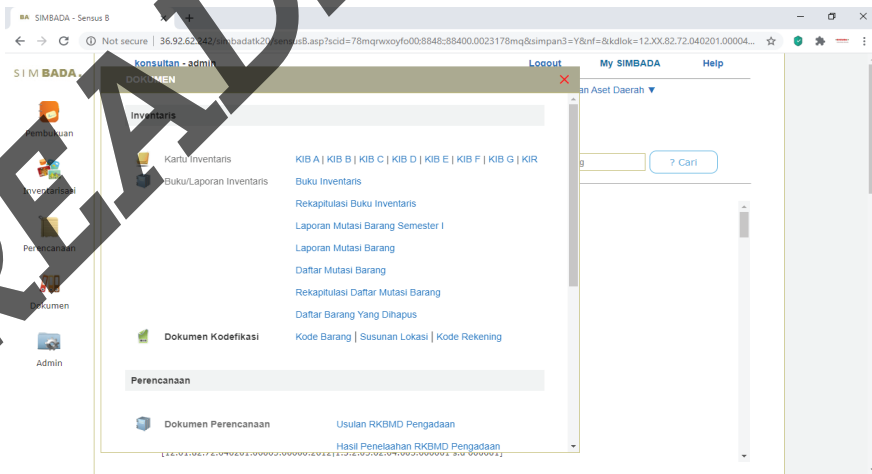 BA SIMBADA - Sensus B
Not secure | 36.92.62.242/simbadatk20/sensus8.asp?scid=78mqrwxoyfo00:8848::88400.0023178mq&simpan3=Y&nf=&kdlok=12.XX.82.72.040201.00004...
SIMBADA.
konsultan - admin Logout My SIMBADA Help
DOKUMEN
an Aset Daerah ▼
Inventaris
Pembukuan
Kartu Inventaris KIB A | KIB B | KIB C | KIB D | KIB E | KIB F | KIB G | KIR
g ? Cari
Buku/Laporan Inventaris Buku Inventaris
Inventarisasi
Rekapitulasi Buku Inventaris
Laporan Mutasi Barang Semester I
Perencanaan Laporan Mutasi Barang
Daftar Mutasi Barang
Rekapitulasi Daftar Mutasi Barang
Dokumen
Daftar Barang Yang Dihapus
Dokumen Kodefikasi Kode Barang | Susunan Lokasi | Kode Rekening
Admin
Perencanaan
Dokumen Perencanaan Usulan RKBMD Pengadaan
Hasil Penelaahan RKBMD Pengadaan